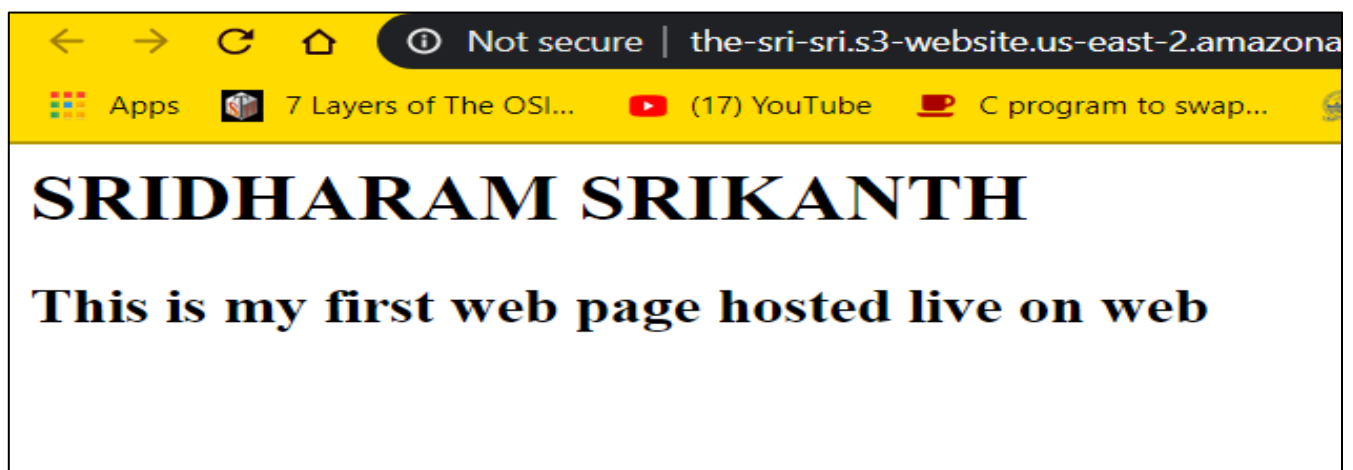 Not secure | the-sri-sri.s3-website.us-east-2.amazona
Apps 7 Layers of The OSI... (17) YouTube C program to swap...
SRIDHARAM SRIKANTH
This is my first web page hosted live on web